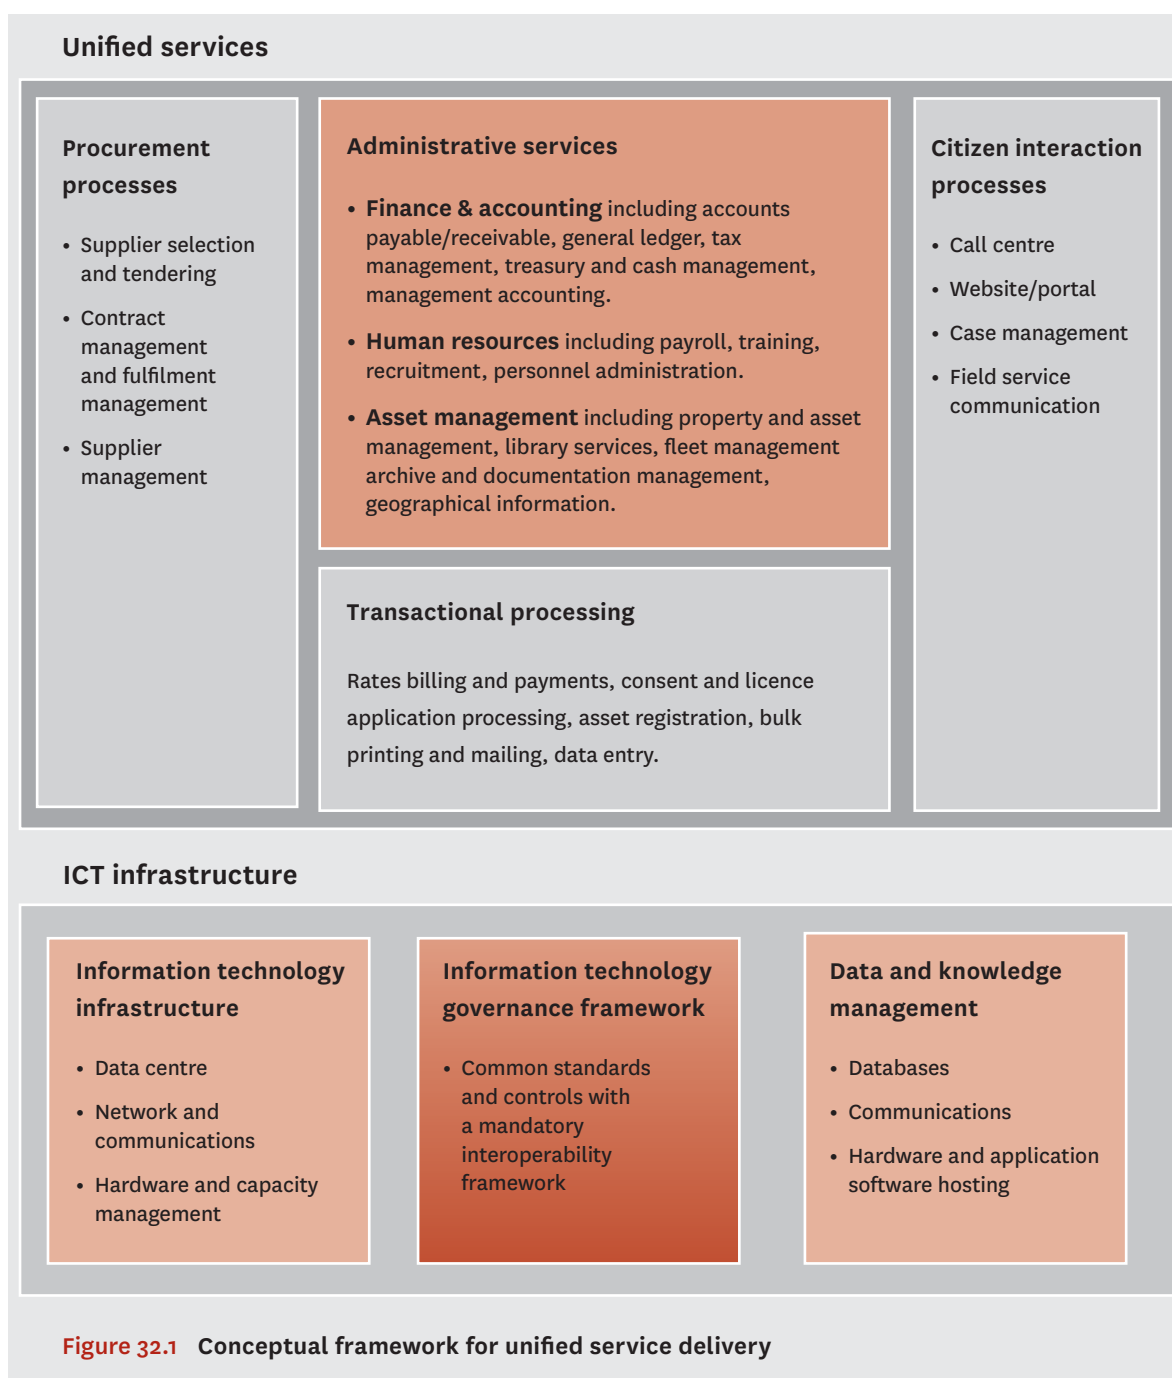 Unified services
Procurement
processes
• Supplier selection
and tendering
• Contract
management
and fulfilment
management
• Supplier
management
Administrative services
• Finance & accounting including accounts
payable/receivable, general ledger, tax
management, treasury and cash management,
management accounting.
• Human resources including payroll, training,
recruitment, personnel administration.
• Asset management including property and asset
management, library services, fleet management
archive and documentation management,
geographical information.
Transactional processing
Rates billing and payments, consent and licence
application processing, asset registration, bulk
printing and mailing, data entry.
Citizen interaction
processes
• Call centre
• Website/portal
• Case management
• Field service
communication
ICT infrastructure
Information technology
infrastructure
• Data centre
• Network and
communications
• Hardware and capacity
management
Information technology
governance framework
• Common standards
and controls with
a mandatory
interoperability
framework
Data and knowledge
management
• Databases
• Communications
• Hardware and application
software hosting
Figure 32.1 Conceptual framework for unified service delivery